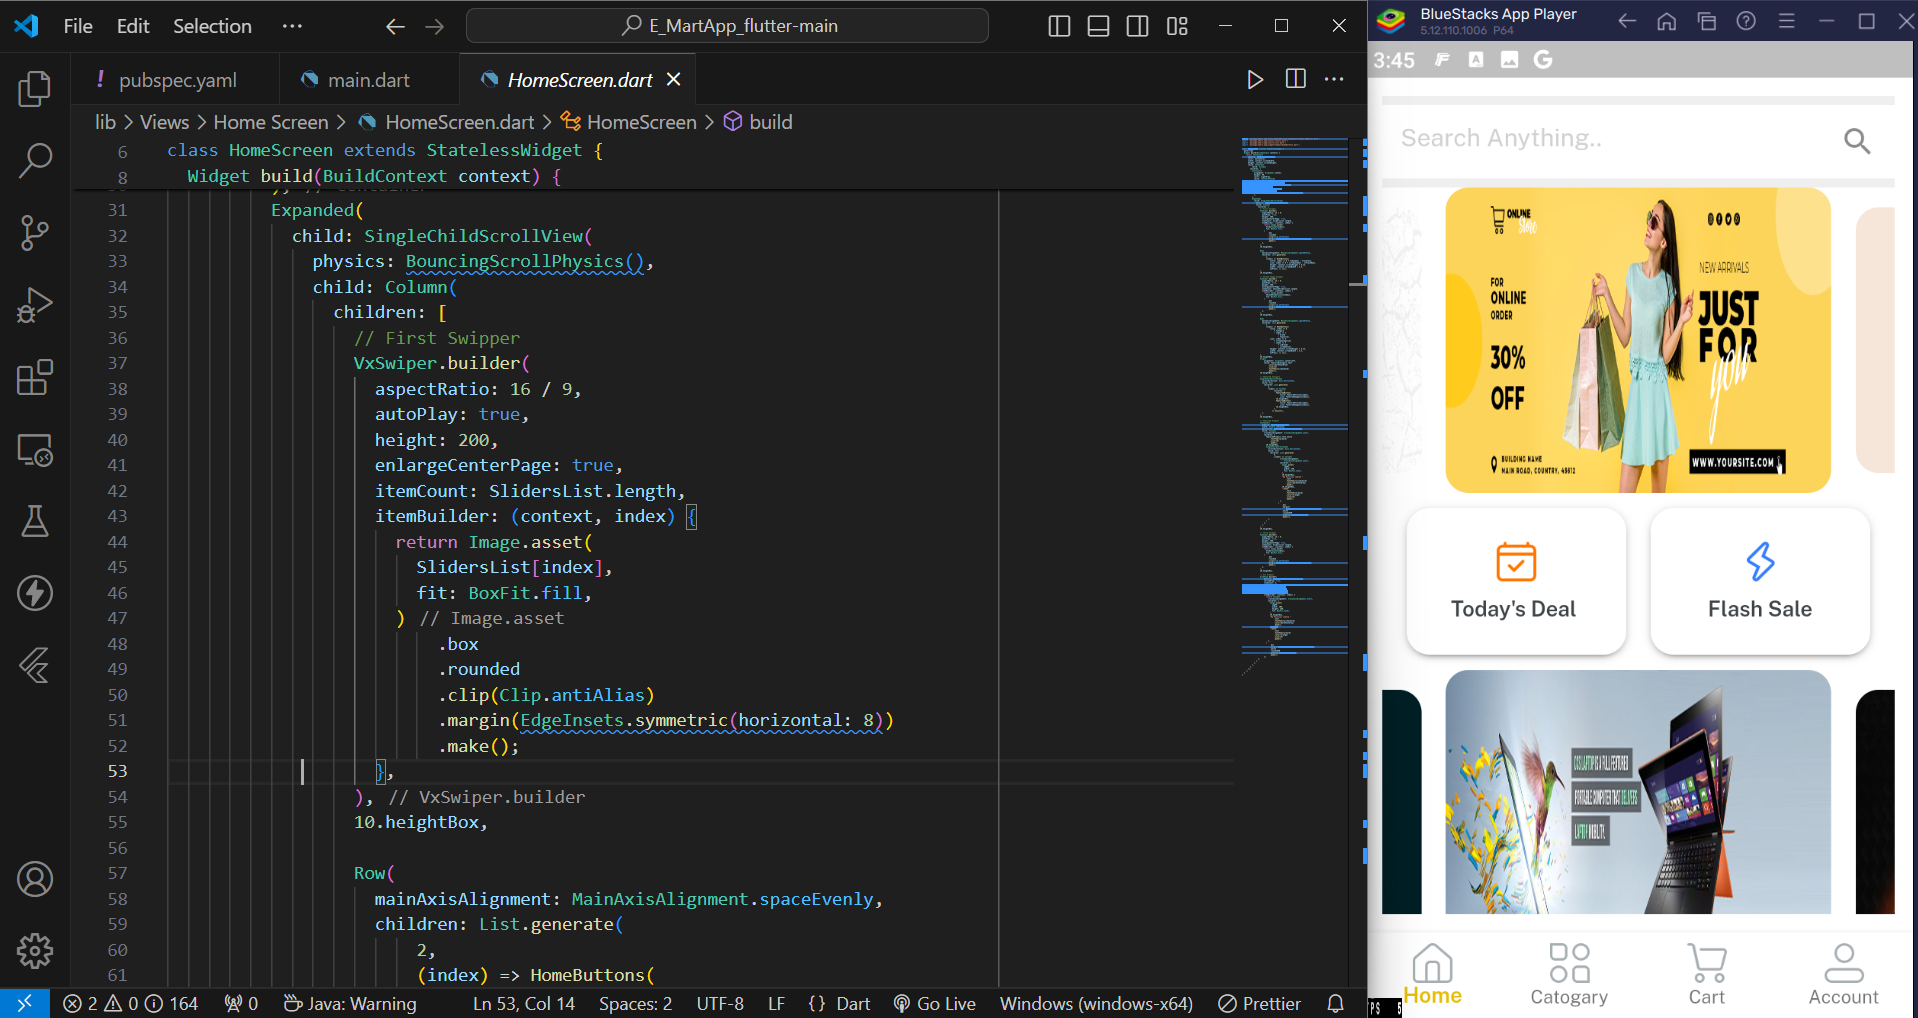 File Edit Selection ··· E_MartApp_flutter-main
pubspec.yaml main.dart HomeScreen.dart
lib > Views > Home Screen > HomeScreen.dart > HomeScreen > build
6 class HomeScreen extends StatelessWidget {
8 Widget build(BuildContext context) {
31 Expanded(
32 child: SingleChildScrollView(
33 physics: BouncingScrollPhysics(),
34 child: Column(
35 children: [
36 // First Swipper
37 VxSwiper.builder(
38 aspectRatio: 16 / 9,
39 autoPlay: true,
40 height: 200,
41 enlargeCenterPage: true,
42 itemCount: SlidersList.length,
43 itemBuilder: (context, index) {
44 return Image.asset(
45 SlidersList[index],
46 fit: BoxFit.fill,
47 ) // Image.asset
48 .box
49 .rounded
50 .clip(Clip.antiAlias)
51 .margin(EdgeInsets.symmetric(horizontal: 8))
52 .make();
53 },
54 ), // VxSwiper.builder
55 10.heightBox,
56
57 Row(
58 mainAxisAlignment: MainAxisAlignment.spaceEvenly,
59 children: List.generate(
60 2,
61 (index) => HomeButtons(
2 0 164 0 Java: Warning Ln 53, Col 14 Spaces: 2 UTF-8 LF {} Dart Go Live Windows (windows-x64) Prettier
BlueStacks App Player
5.12.110.1006 P64
3:45
Search Anything..
ONLINE
Store
NEW ARRIVALS
JUST
FOR
you
FOR
ONLINE
ORDER
30%
OFF
BUILDING NAME
MAIN ROAD, COUNTRY, 49612
WWW.YOURSITE.COM
Today's Deal
Flash Sale
PORTABLE COMPUTER THAT DELIVERS
Home Catogary Cart Account